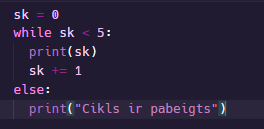 sk = 0
while sk < 5:
  print(sk)
  sk += 1
else:
  print("Cikls ir pabeigts")